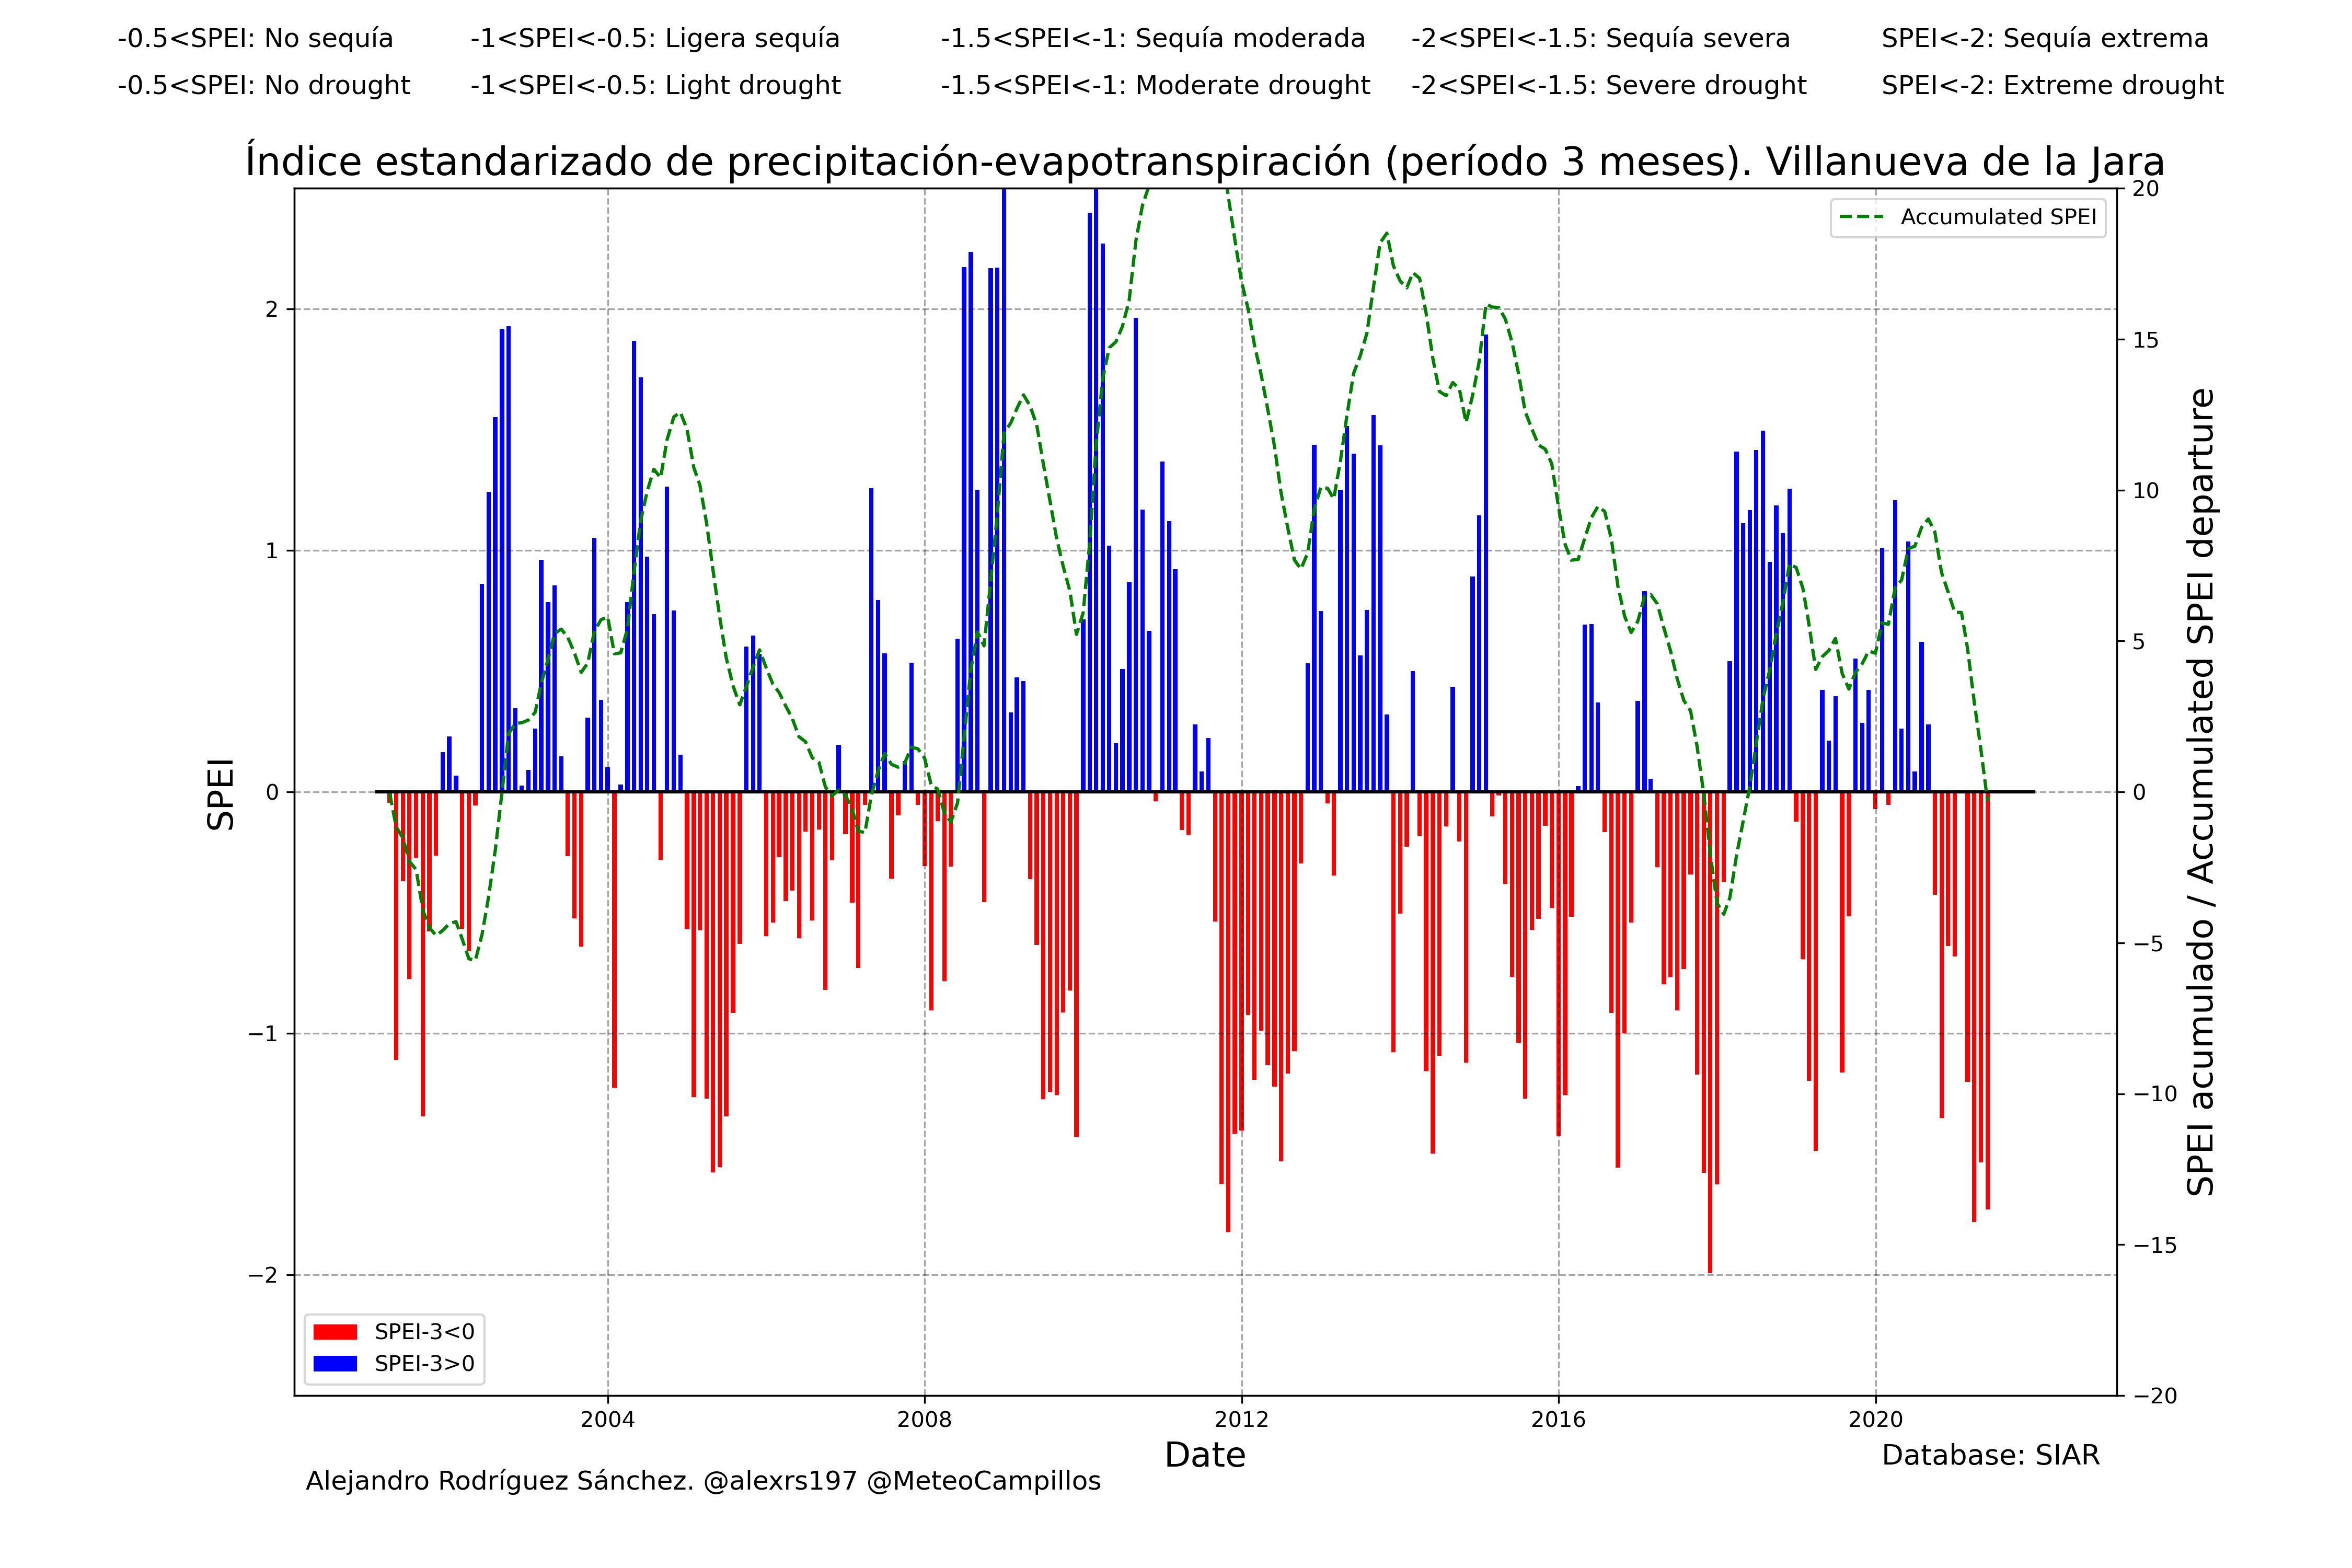 -0.5<SPEI: No sequía -1<SPEI<-0.5: Ligera sequía -1.5<SPEI<-1: Sequía moderada -2<SPEI<-1.5: Sequía severa SPEI<-2: Sequía extrema
-0.5<SPEI: No drought -1<SPEI<-0.5: Light drought -1.5<SPEI<-1: Moderate drought -2<SPEI<-1.5: Severe drought SPEI<-2: Extreme drought
Índice estandarizado de precipitación-evapotranspiración (período 3 meses). Villanueva de la Jara
Accumulated SPEI
SPEI
2
1
0
−1
−2
20
15
10
5
0
−5
−10
−15
−20
SPEI acumulado / Accumulated SPEI departure
SPEI-3<0
SPEI-3>0
2004 2008 2012 2016 2020
Date
Database: SIAR
Alejandro Rodríguez Sánchez. @alexrs197 @MeteoCampillos